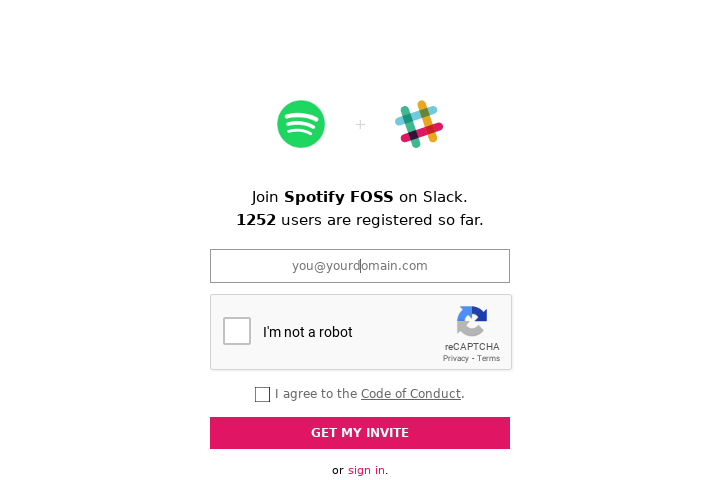 +
Join Spotify FOSS on Slack.
1252 users are registered so far.
you@yourdomain.com
I'm not a robot
reCAPTCHA
Privacy - Terms
I agree to the Code of Conduct.
GET MY INVITE
or sign in.